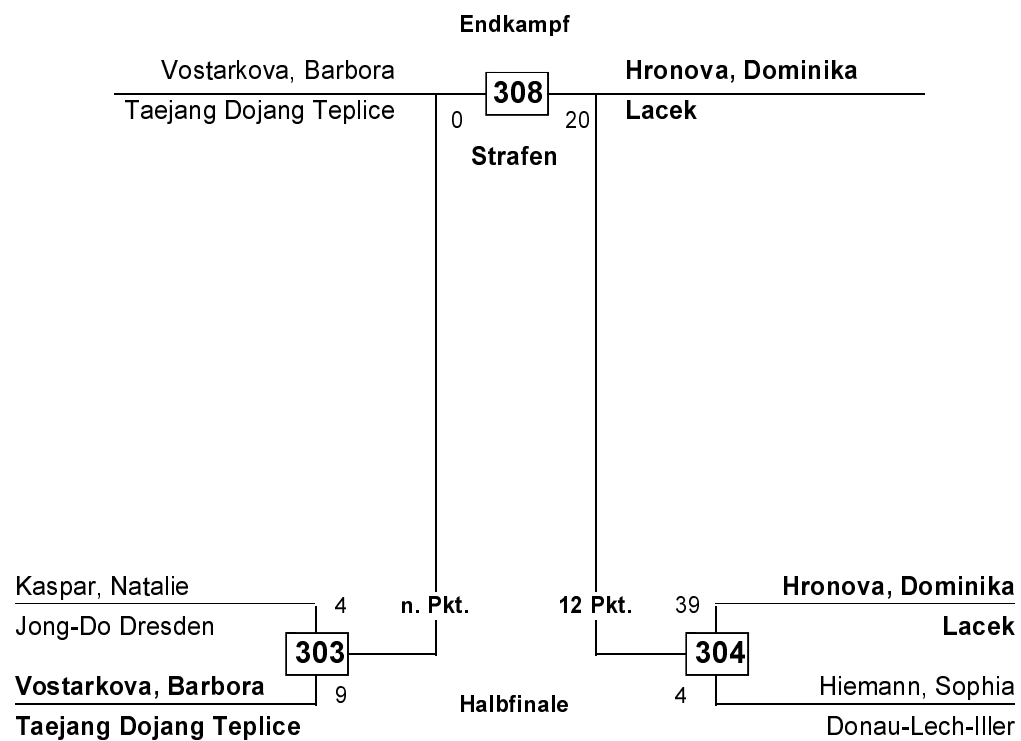 Endkampf
Vostarkova, Barbora
308
Hronova, Dominika
Taejang Dojang Teplice
0
20
Lacek
Strafen
Kaspar, Natalie
4
n. Pkt.
12 Pkt.
39
Hronova, Dominika
Jong-Do Dresden
Lacek
303
304
Vostarkova, Barbora
9
Halbfinale
4
Hiemann, Sophia
Taejang Dojang Teplice
Donau-Lech-Iller